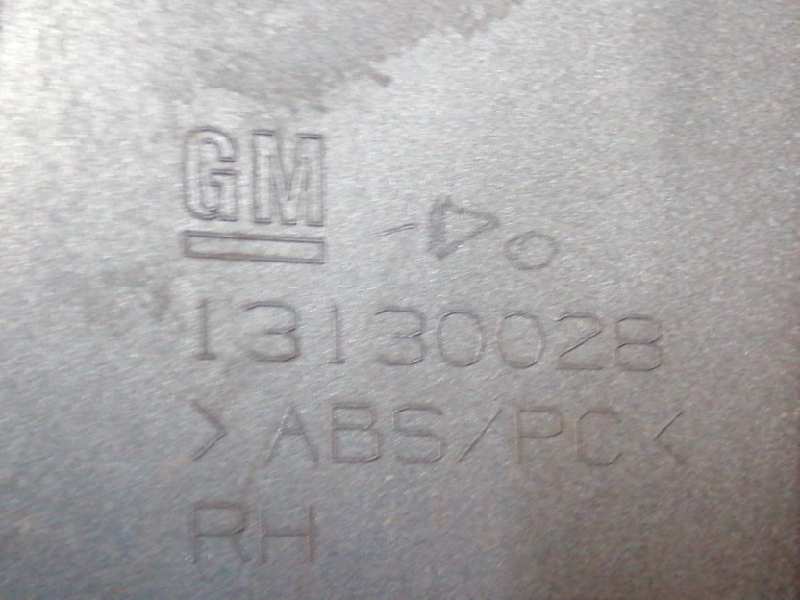 GM
13130028
>ABS/PC<
RH